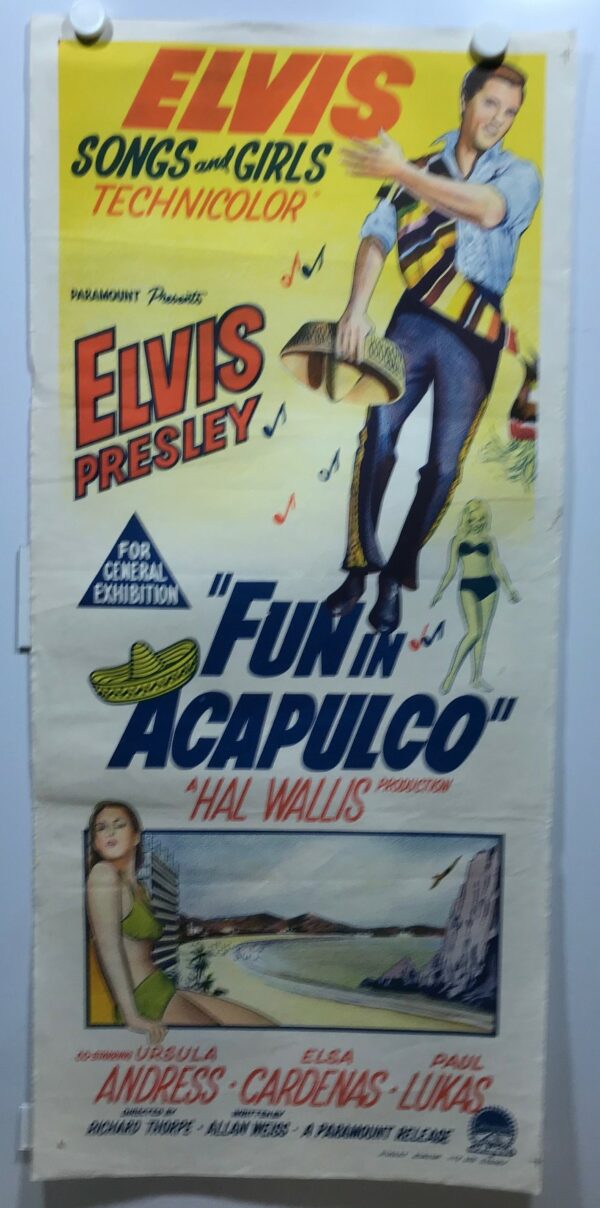 ELVIS
SONGS and GIRLS
TECHNICOLOR
PARAMOUNT Presents
ELVIS
PRESLEY
FOR
GENERAL
EXHIBITION
"FUN IN
ACAPULCO"
A HAL WALLIS PRODUCTION
CO-STARRING URSULA ELSA PAUL
ANDRESS · CARDENAS · LUKAS
DIRECTED BY WRITTEN BY
RICHARD THORPE · ALLAN WEISS · A PARAMOUNT RELEASE